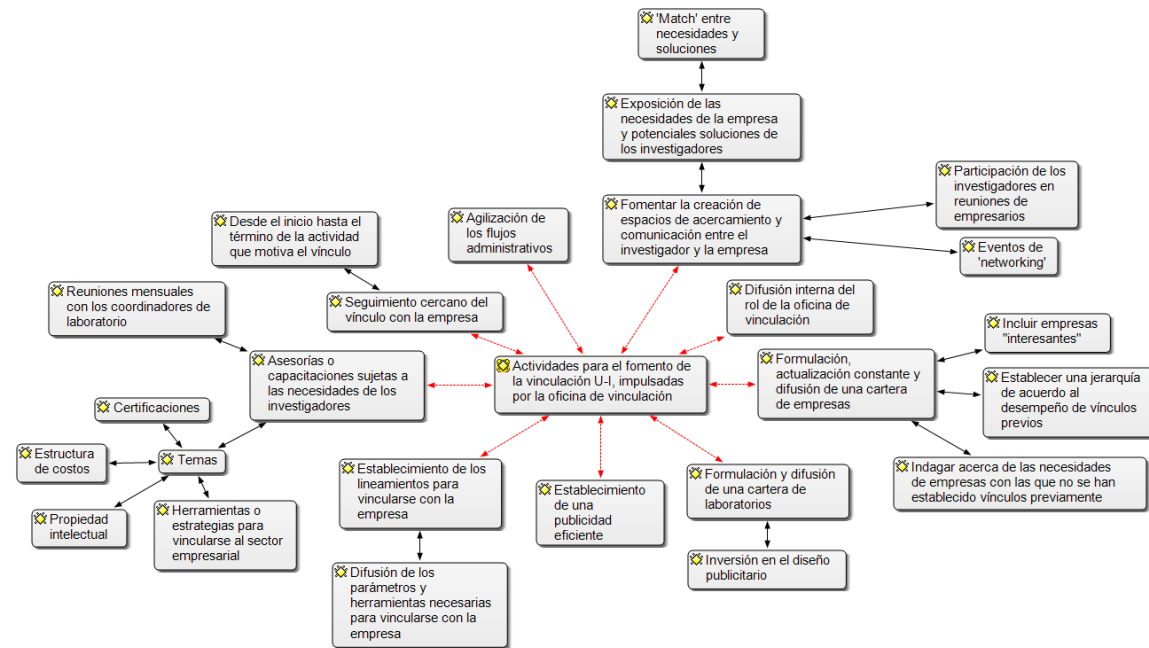 'Match' entre
necesidades y
soluciones
Exposición de las
necesidades de la empresa
y potenciales soluciones de
los investigadores
Participación de los
investigadores en
reuniones de
empresarios
Fomentar la creación de
espacios de acercamiento y
comunicación entre el
investigador y la empresa
Eventos de
'networking'
Agilización de
los flujos
administrativos
Desde el inicio hasta el
término de la actividad
que motiva el vínculo
Seguimiento cercano del
vínculo con la empresa
Difusión interna del
rol de la oficina de
vinculación
Reuniones mensuales
con los coordinadores de
laboratorio
Incluir empresas
"interesantes"
Asesorías o
capacitaciones sujetas a
las necesidades de los
investigadores
Actividades para el fomento de
la vinculación U-I, impulsadas
por la oficina de vinculación
Formulación,
actualización constante y
difusión de una cartera
de empresas
Establecer una jerarquía
de acuerdo al
desempeño de vínculos
previos
Certificaciones
Estructura
de costos
Temas
Propiedad
intelectual
Herramientas o
estrategias para
vincularse al sector
empresarial
Establecimiento de los
lineamientos para
vincularse con la
empresa
Establecimiento
de una
publicidad
eficiente
Formulación y difusión
de una cartera de
laboratorios
Indagar acerca de las necesidades
de empresas con las que no se han
establecido vínculos previamente
Difusión de los
parámetros y
herramientas necesarias
para vincularse con la
empresa
Inversión en el diseño
publicitario